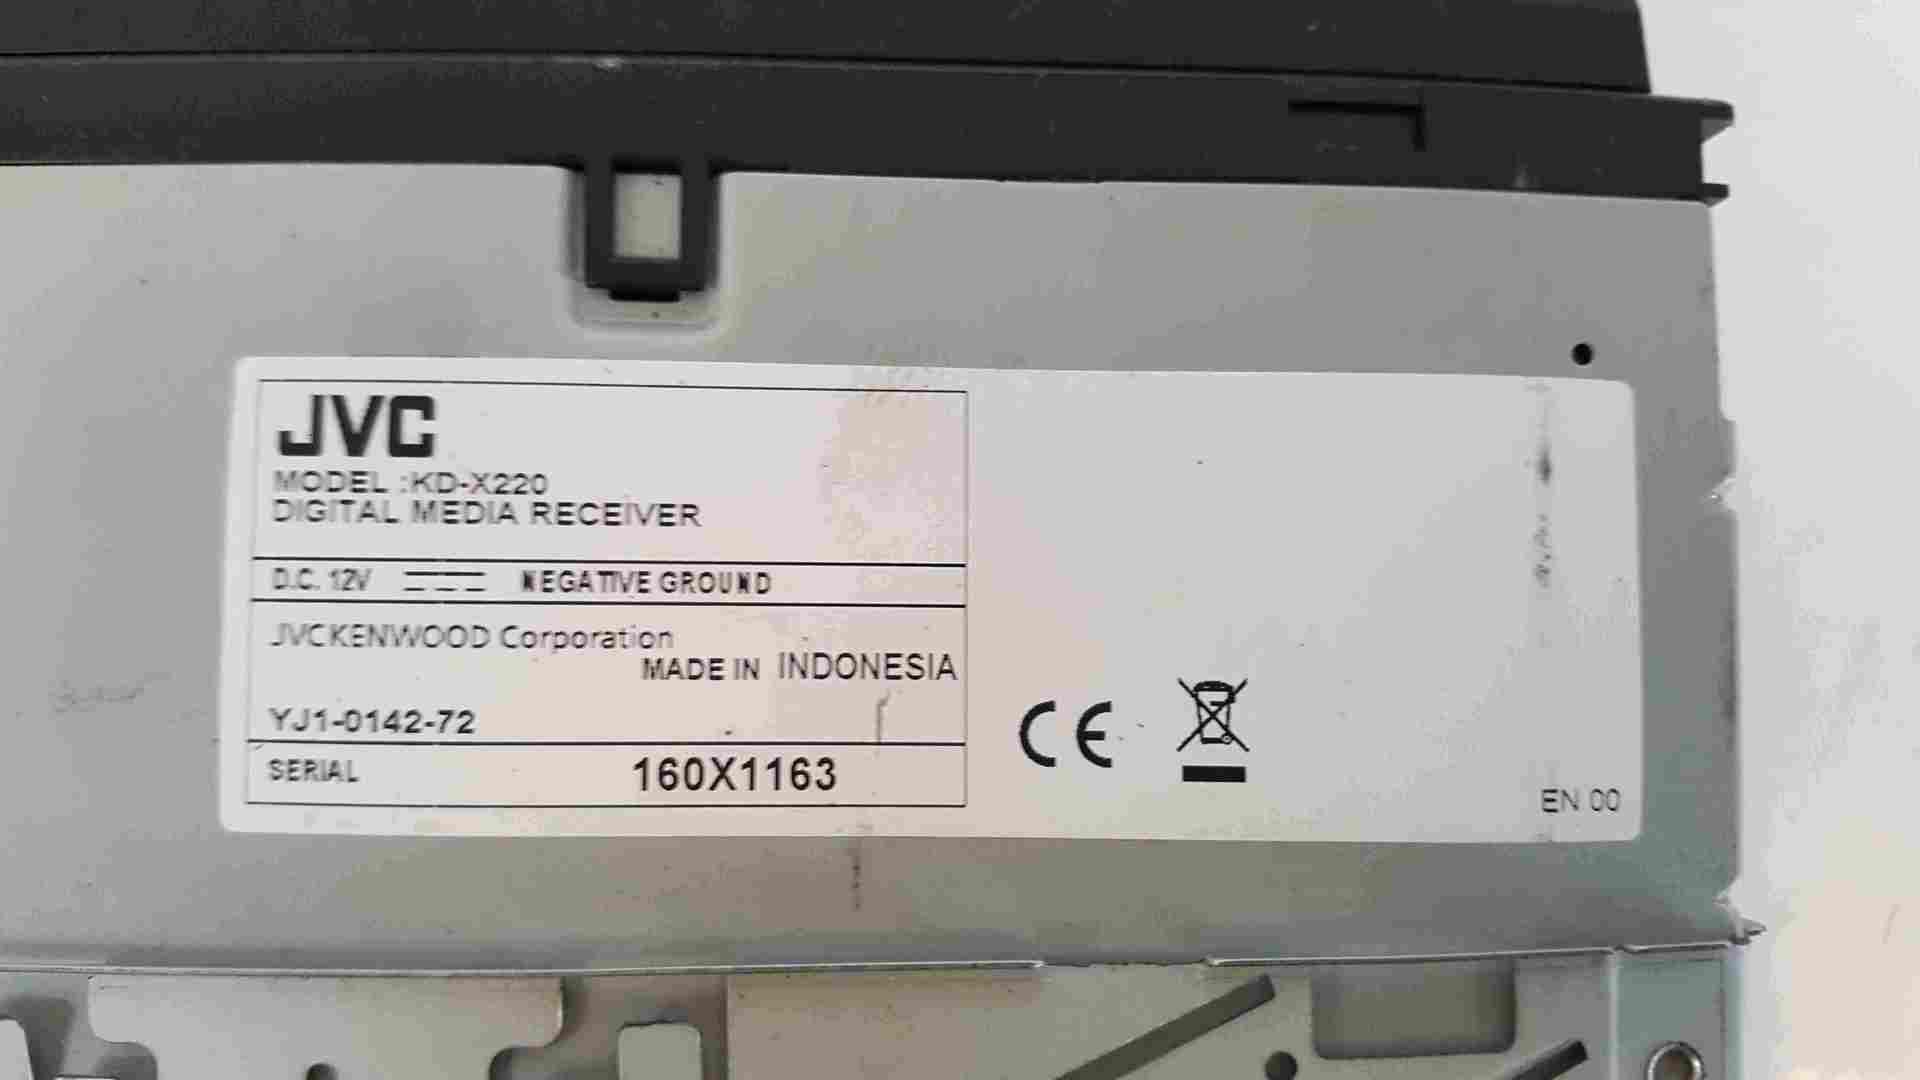 JVC
MODEL :KD-X220
DIGITAL MEDIA RECEIVER
D.C. 12V NEGATIVE GROUND
JVCKENWOOD Corporation
MADE IN INDONESIA
YJ1-0142-72
SERIAL 160X1163
CE
EN 00